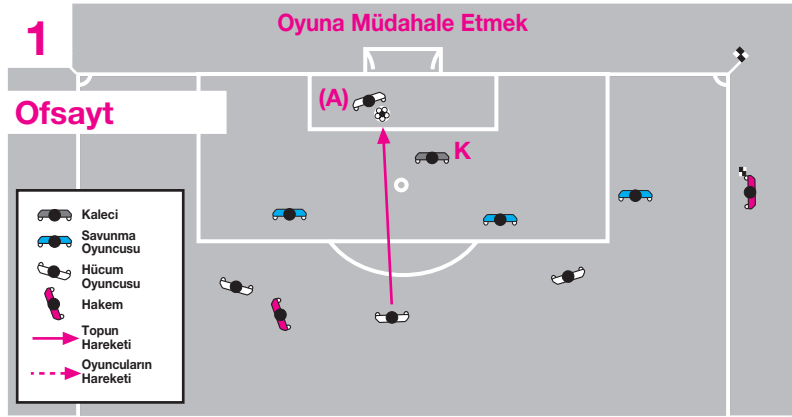 1
Oyuna Müdahale Etmek
(A)
Ofsayt
K
Kaleci
Savunma
Oyuncusu
Hücum
Oyuncusu
Hakem
Topun
Hareketi
Oyuncuların
Hareketi